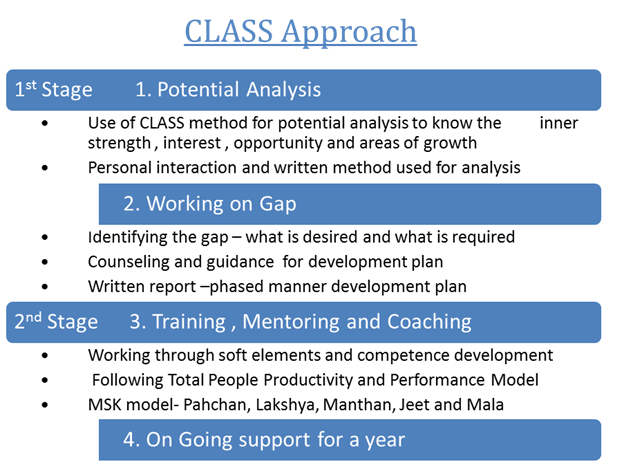 CLASS Approach
1st Stage 1. Potential Analysis
• Use of CLASS method for potential analysis to know the inner
strength , interest , opportunity and areas of growth
• Personal interaction and written method used for analysis
2. Working on Gap
• Identifying the gap – what is desired and what is required
• Counseling and guidance for development plan
• Written report –phased manner development plan
2nd Stage 3. Training , Mentoring and Coaching
• Working through soft elements and competence development
• Following Total People Productivity and Performance Model
• MSK model- Pahchan, Lakshya, Manthan, Jeet and Mala
4. On Going support for a year